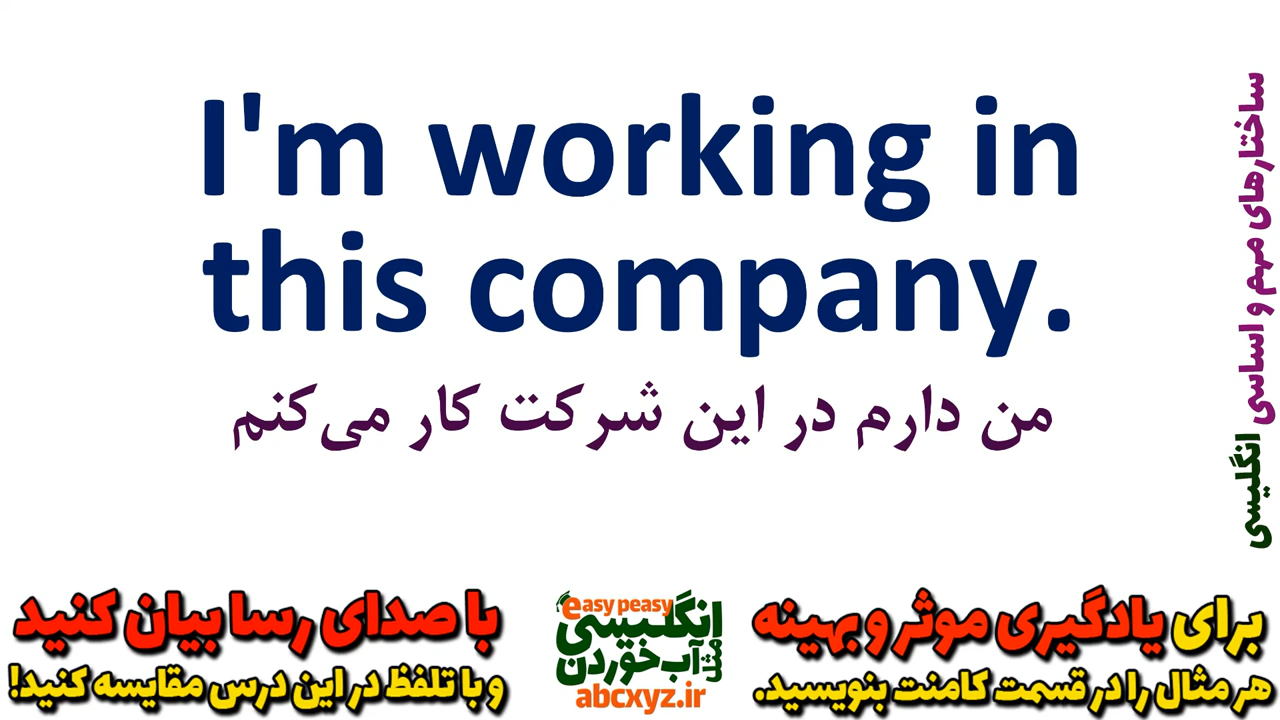 I'm working in
this company.
من دارم در این شرکت کار می‌کنم
ساختارهای مهم و اساسی انگلیسی
برای یادگیری موثر و بهینه
هر مثال را در قسمت کامنت بنویسید.
easy peasy
انگلیسی
مثل آب خوردن
abcxyz.ir
با صدای رسا بیان کنید
و با تلفظ در این درس مقایسه کنید!